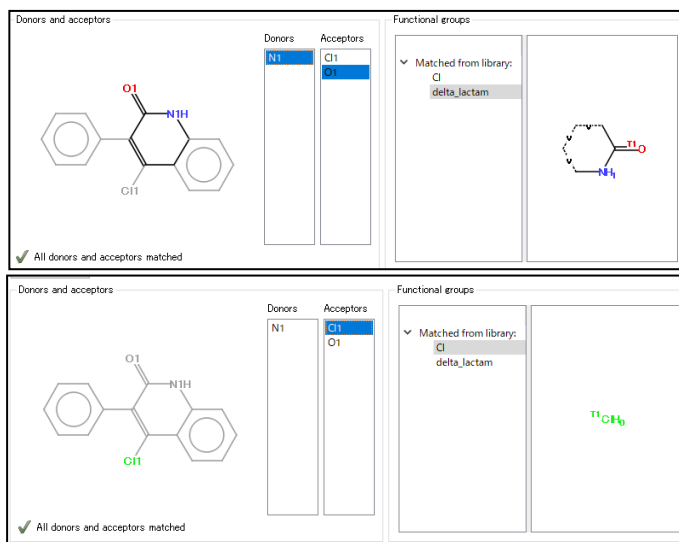 Donors and acceptors
Functional groups
Donors
Acceptors
N1
Cl1
O1
Matched from library:
Cl
delta_lactam
O1
N1H
Cl1
T1
O
NH1
All donors and acceptors matched
Donors and acceptors
Functional groups
Donors
Acceptors
N1
Cl1
O1
Matched from library:
Cl
delta_lactam
O1
N1H
Cl1
T1ClH0
All donors and acceptors matched